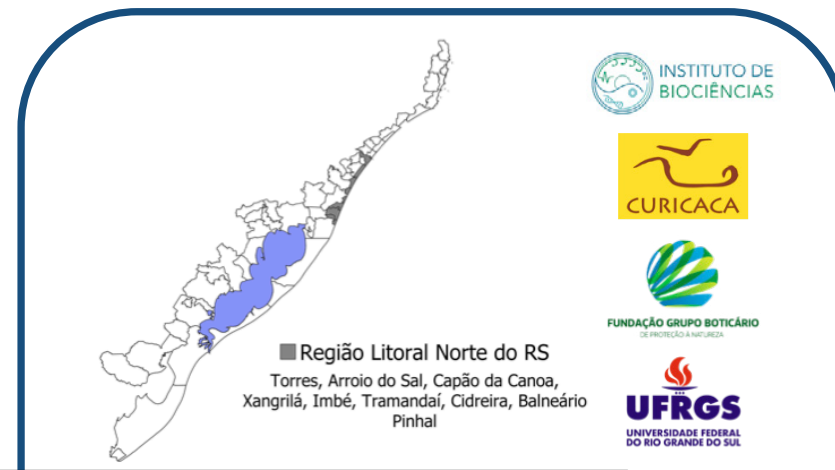 INSTITUTO DE
BIOCIÊNCIAS
CURICACA
FUNDAÇÃO GRUPO BOTICÁRIO
DE PROTEÇÃO À NATUREZA
Região Litoral Norte do RS
Torres, Arroio do Sal, Capão da Canoa,
Xangrilá, Imbé, Tramandaí, Cidreira, Balneário
Pinhal
UFRGS
UNIVERSIDADE FEDERAL
DO RIO GRANDE DO SUL